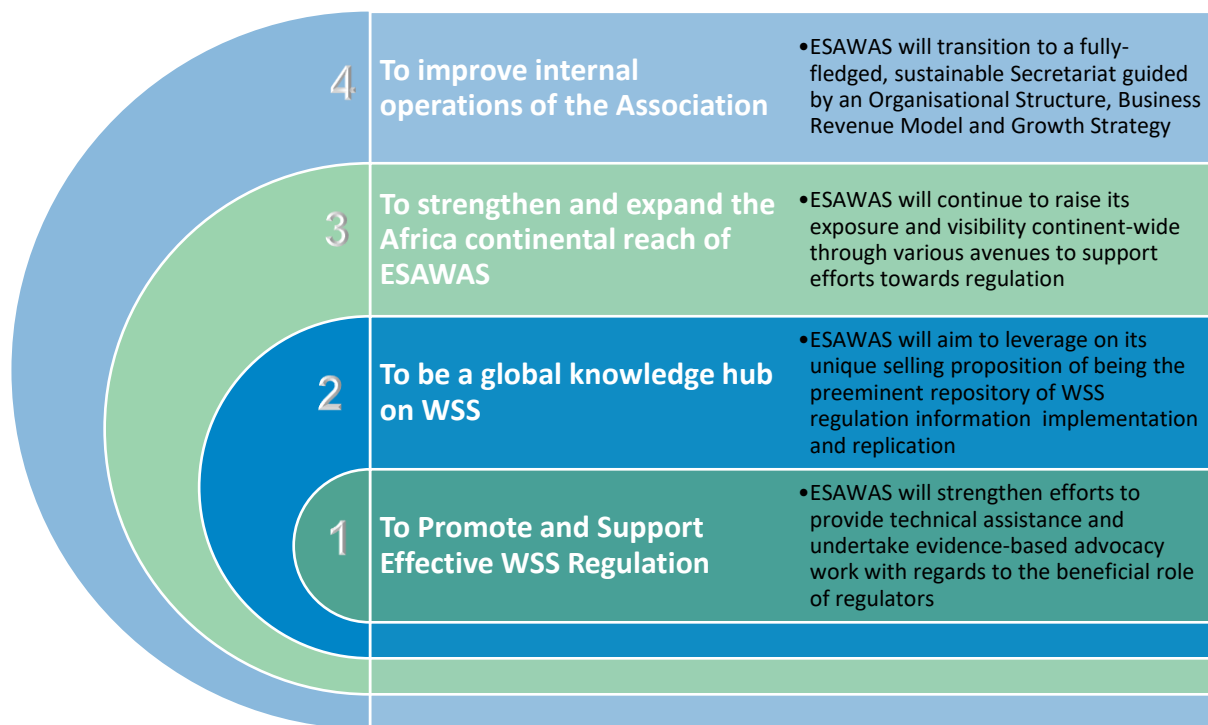 4
To improve internal
operations of the Association
•ESAWAS will transition to a fully-
fledged, sustainable Secretariat guided
by an Organisational Structure, Business
Revenue Model and Growth Strategy
3
To strengthen and expand the
Africa continental reach of
ESAWAS
•ESAWAS will continue to raise its
exposure and visibility continent-wide
through various avenues to support
efforts towards regulation
2
To be a global knowledge hub
on WSS
•ESAWAS will aim to leverage on its
unique selling proposition of being the
preeminent repository of WSS
regulation information implementation
and replication
1
To Promote and Support
Effective WSS Regulation
•ESAWAS will strengthen efforts to
provide technical assistance and
undertake evidence-based advocacy
work with regards to the beneficial role
of regulators